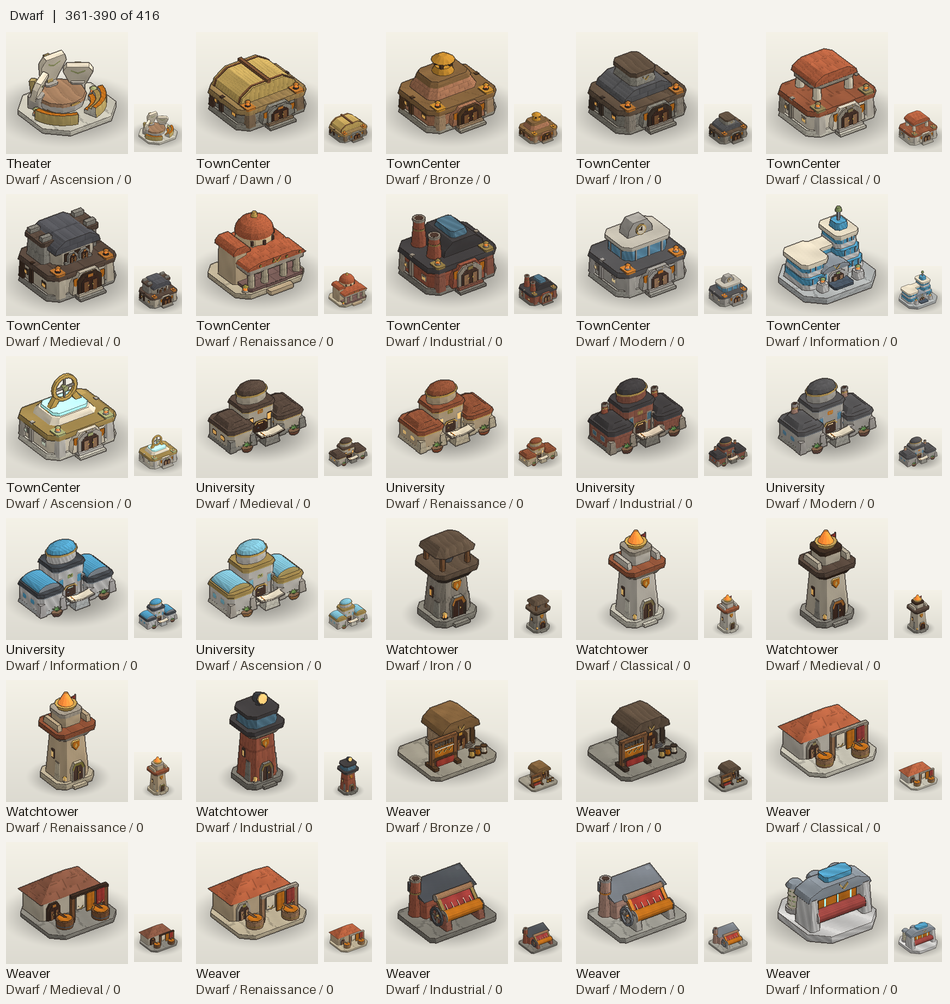 Dwarf | 361-390 of 416
Theater
Dwarf / Ascension / 0
TownCenter
Dwarf / Dawn / 0
TownCenter
Dwarf / Bronze / 0
TownCenter
Dwarf / Iron / 0
TownCenter
Dwarf / Classical / 0
TownCenter
Dwarf / Medieval / 0
TownCenter
Dwarf / Renaissance / 0
TownCenter
Dwarf / Industrial / 0
TownCenter
Dwarf / Modern / 0
TownCenter
Dwarf / Information / 0
TownCenter
Dwarf / Ascension / 0
University
Dwarf / Medieval / 0
University
Dwarf / Renaissance / 0
University
Dwarf / Industrial / 0
University
Dwarf / Modern / 0
University
Dwarf / Information / 0
University
Dwarf / Ascension / 0
Watchtower
Dwarf / Iron / 0
Watchtower
Dwarf / Classical / 0
Watchtower
Dwarf / Medieval / 0
Watchtower
Dwarf / Renaissance / 0
Watchtower
Dwarf / Industrial / 0
Weaver
Dwarf / Bronze / 0
Weaver
Dwarf / Iron / 0
Weaver
Dwarf / Classical / 0
Weaver
Dwarf / Medieval / 0
Weaver
Dwarf / Renaissance / 0
Weaver
Dwarf / Industrial / 0
Weaver
Dwarf / Modern / 0
Weaver
Dwarf / Information / 0